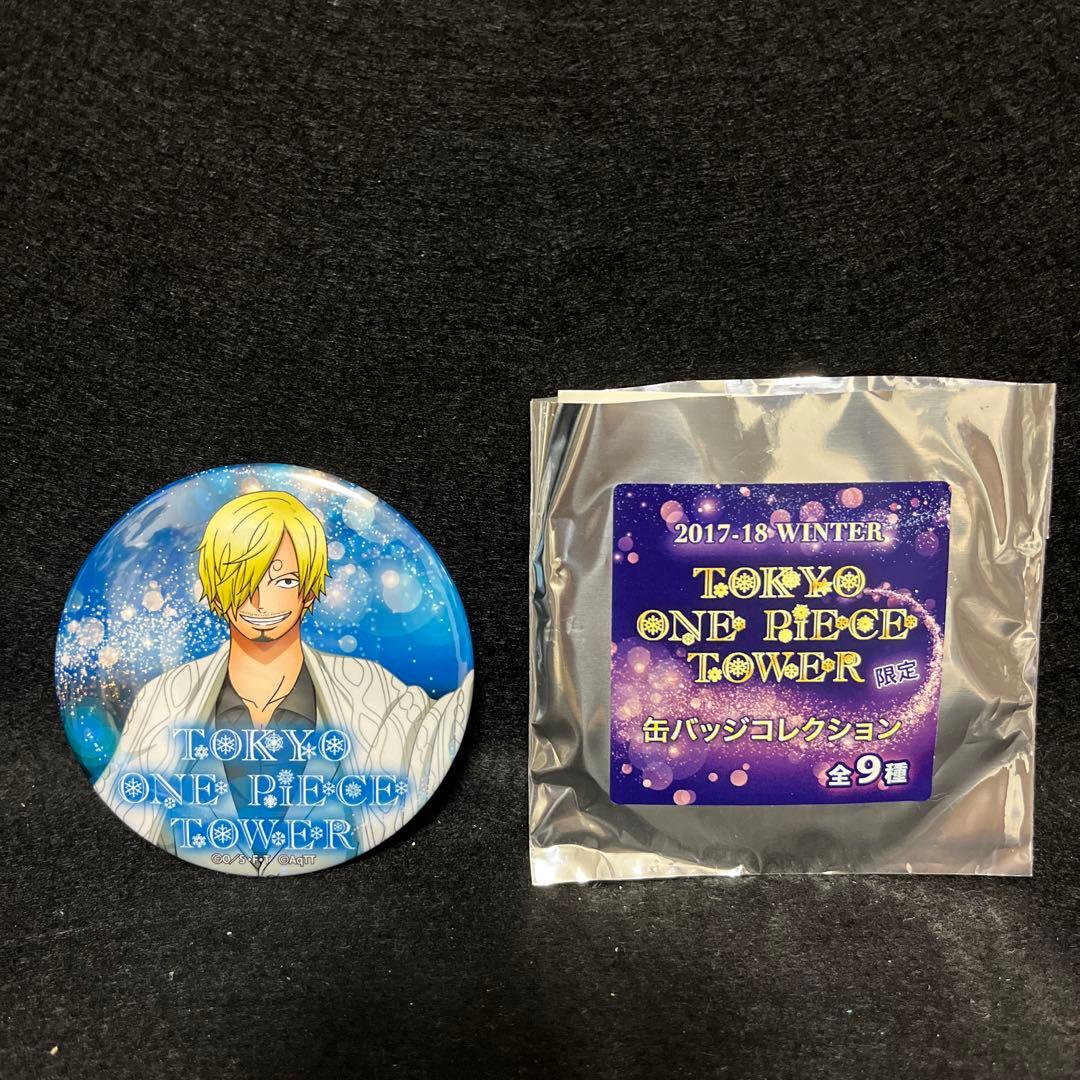 TOKYO
ONE PIECE
TOWER
©O/S・F・T/ ©AqTT
2017-18 WINTER
TOKYO
ONE PIECE
TOWER 限定
缶バッジコレクション
全9種